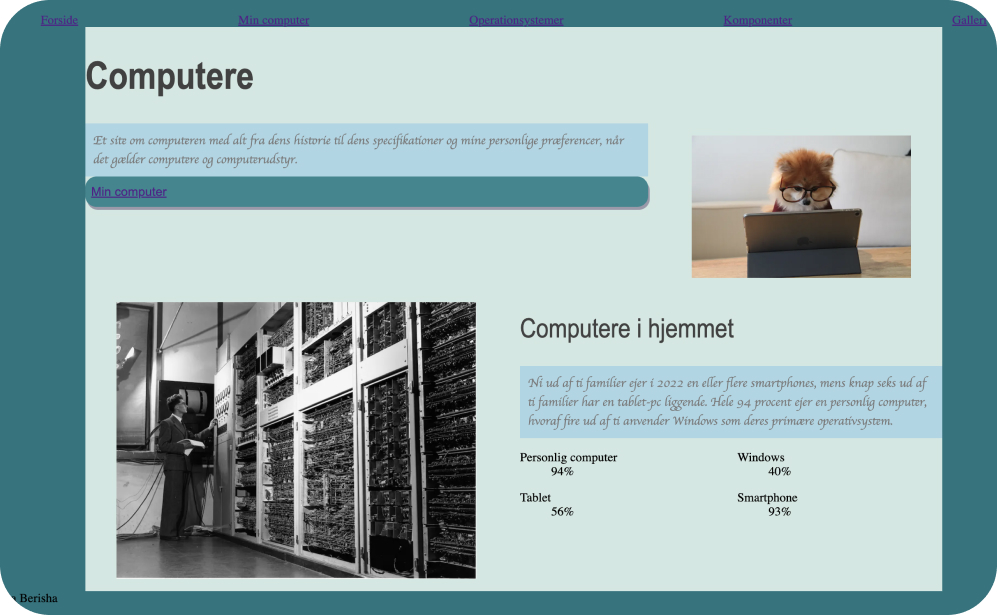 Forside Min computer Operationsystemer Komponenter
Computere
Et site om computeren med alt fra dens historie til dens specifikationer og mine personlige præferencer, når
det gælder computere og computerudstyr.
Min computer
Computere i hjemmet
Ni ud af ti familier ejer i 2022 en eller flere smartphones, mens knap seks ud af
ti familier har en tablet-pc liggende. Hele 94 procent ejer en personlig computer,
hvoraf fire ud af ti anvender Windows som deres primære operativsystem.
Personlig computer Windows
94% 40%
Tablet Smartphone
56% 93%
Berisha